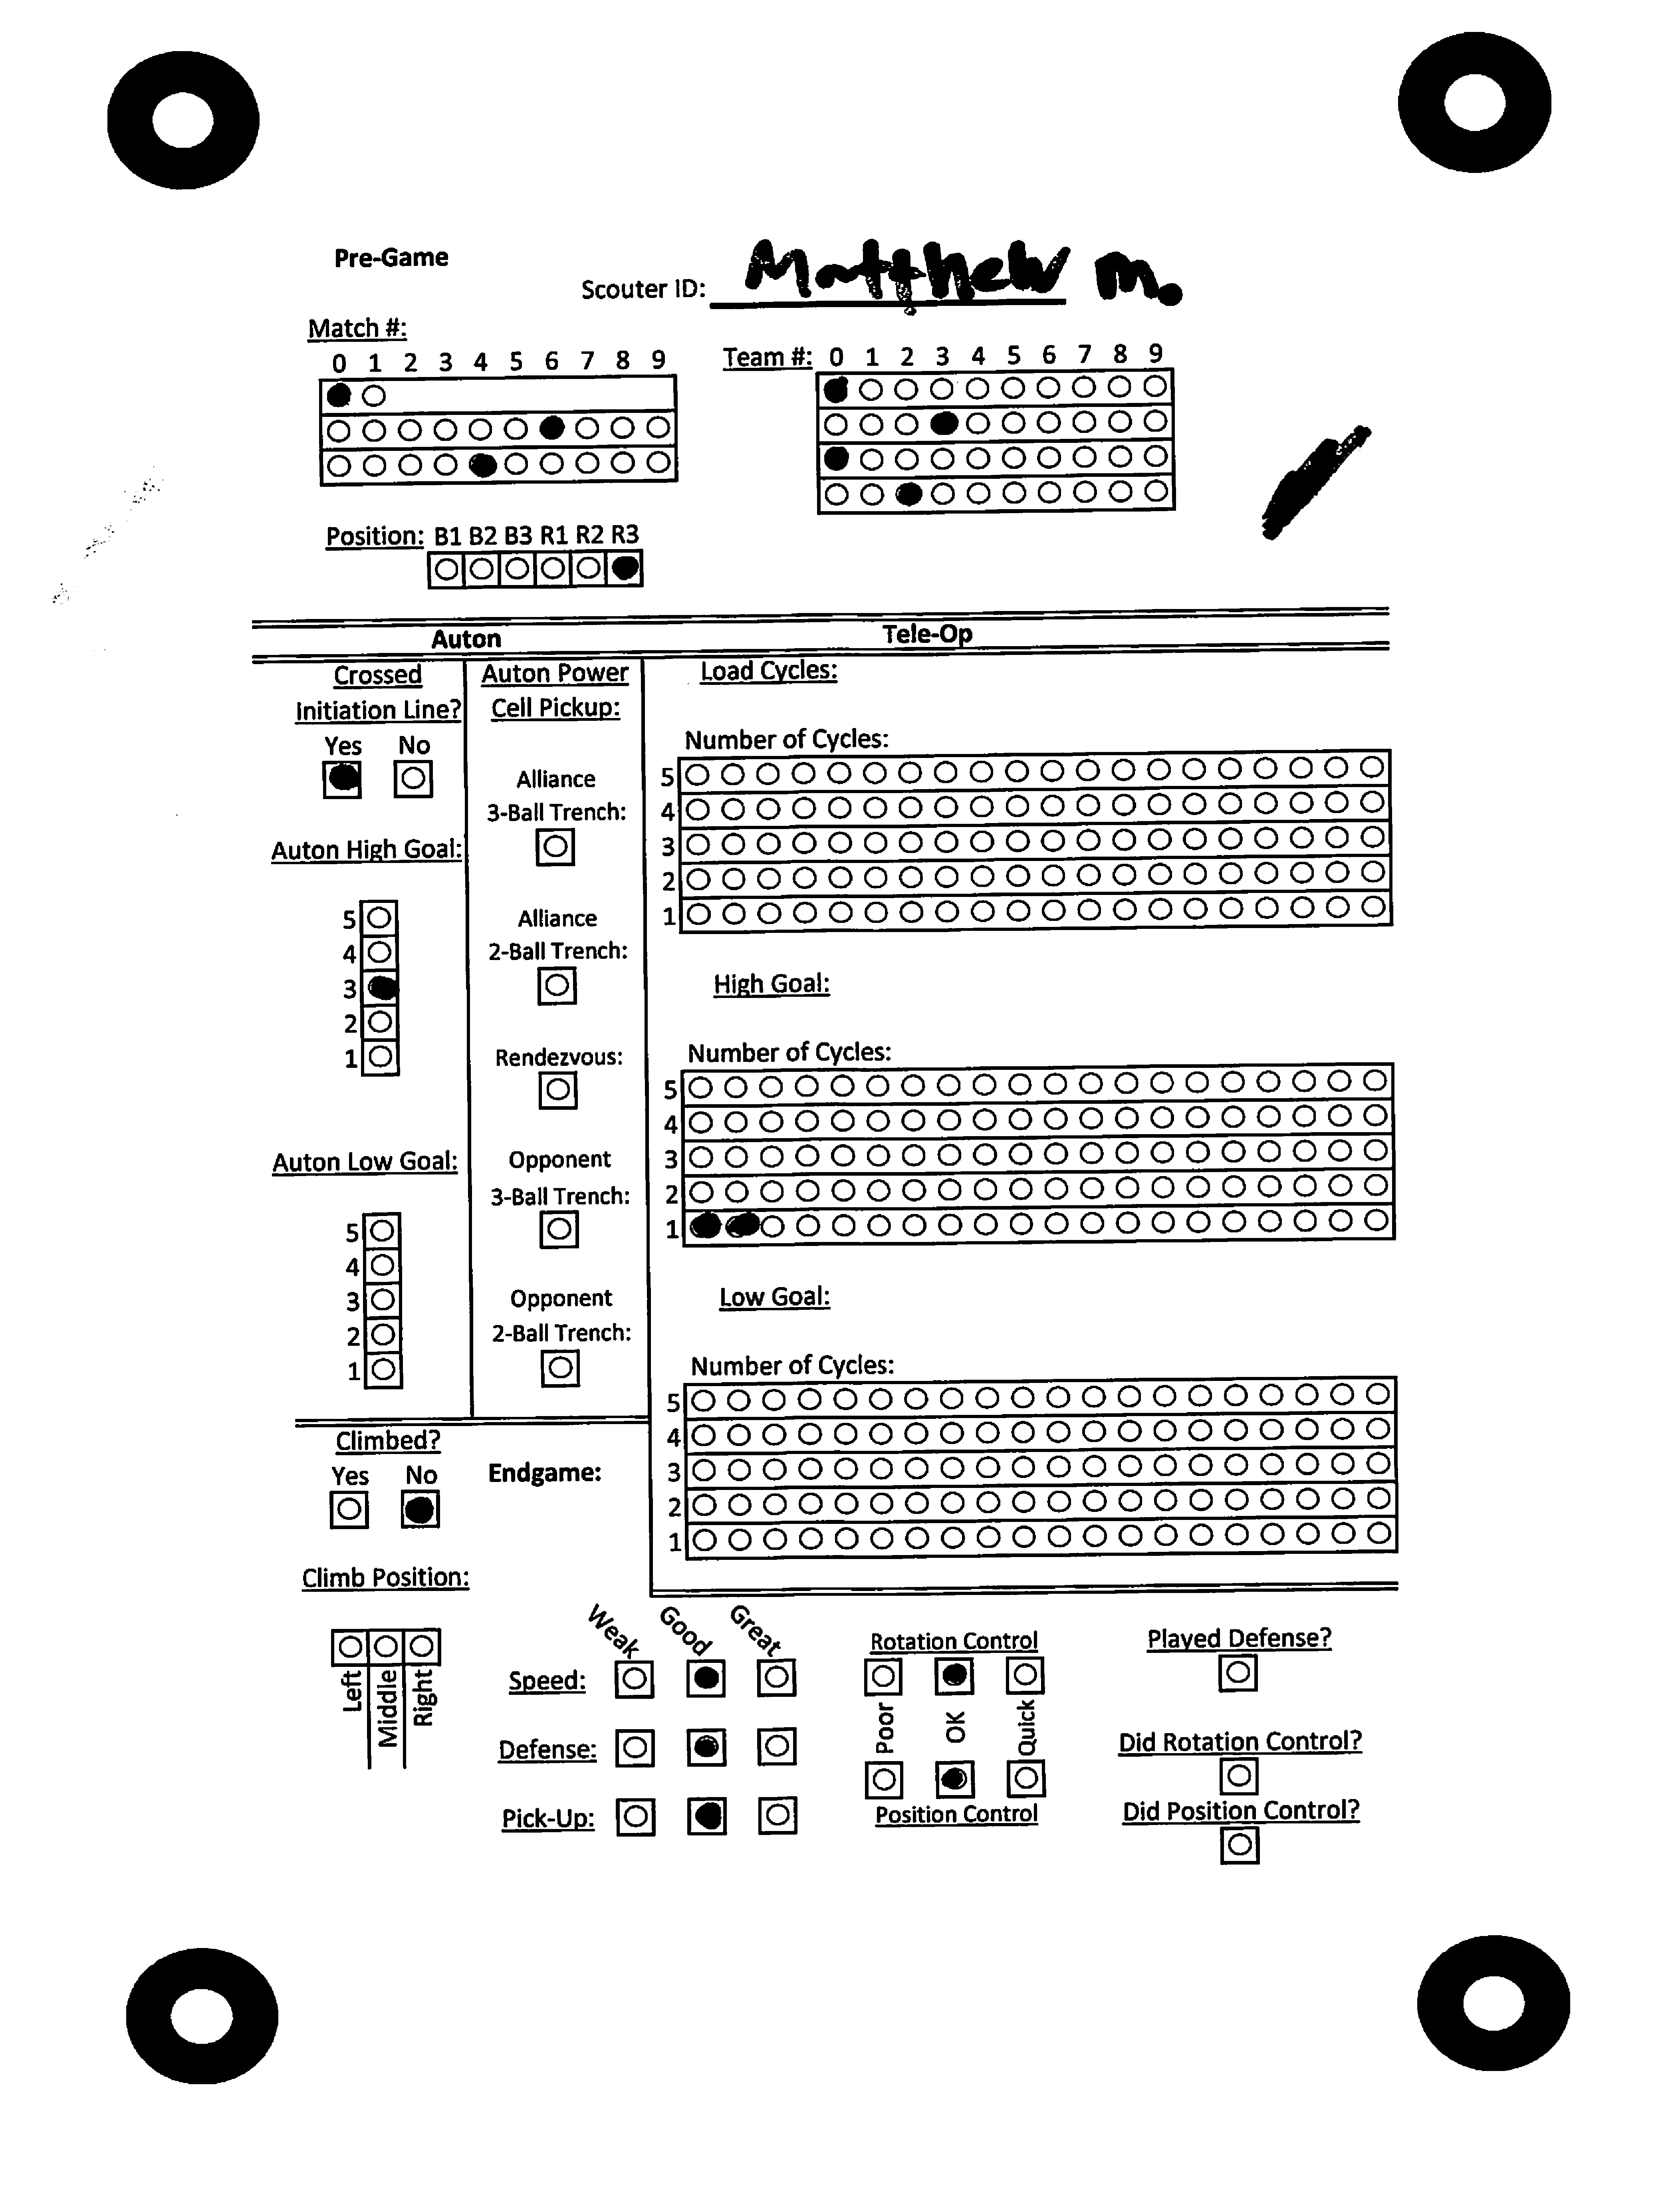 Pre-Game
Scouter ID: Matthew M.
Match #:
0 1 2 3 4 5 6 7 8 9
Team #: 0 1 2 3 4 5 6 7 8 9
Position: B1 B2 B3 R1 R2 R3
Auton
Tele-Op
Crossed
Initiation Line?
Yes No
Auton High Goal:
5
4
3
2
1
Auton Low Goal:
5
4
3
2
1
Auton Power
Cell Pickup:
Alliance
3-Ball Trench:
Alliance
2-Ball Trench:
Rendezvous:
Opponent
3-Ball Trench:
Opponent
2-Ball Trench:
Load Cycles:
Number of Cycles:
5
4
3
2
1
High Goal:
Number of Cycles:
5
4
3
2
1
Low Goal:
Number of Cycles:
5
4
3
2
1
Climbed?
Yes No
Endgame:
Climb Position:
Left
Middle
Right
Weak Good Great
Speed:
Defense:
Pick-Up:
Rotation Control
Poor OK Quick
Position Control
Played Defense?
Did Rotation Control?
Did Position Control?